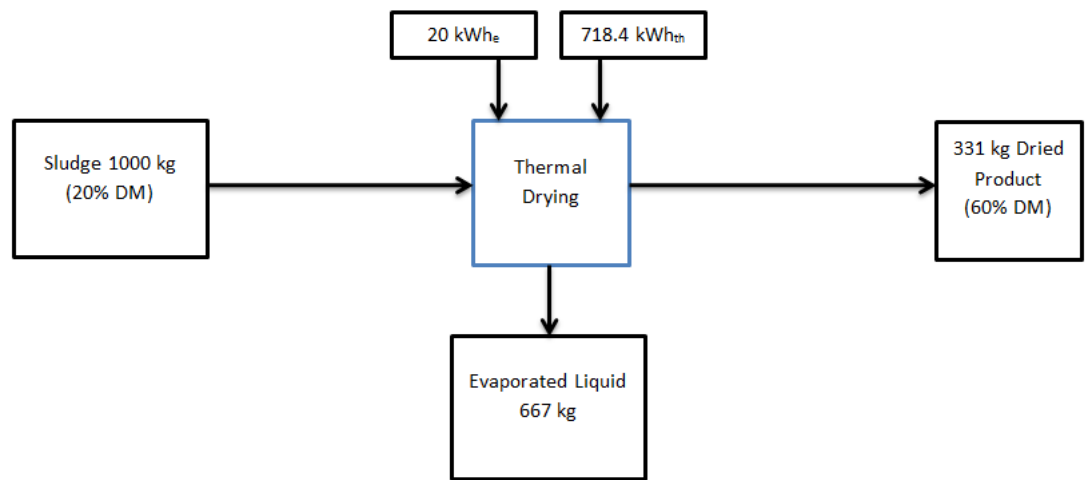 20 kWhₑ
718.4 kWhₜₕ
Sludge 1000 kg
(20% DM)
Thermal
Drying
331 kg Dried
Product
(60% DM)
Evaporated Liquid
667 kg